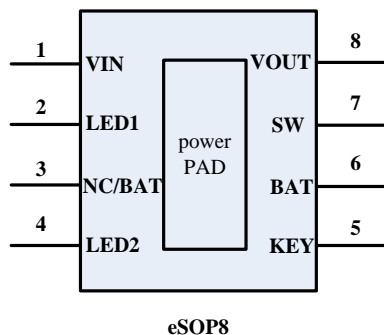 1 VIN VOUT 8
2 LED1 SW 7
power
PAD
3 NC/BAT BAT 6
4 LED2 KEY 5
eSOP8